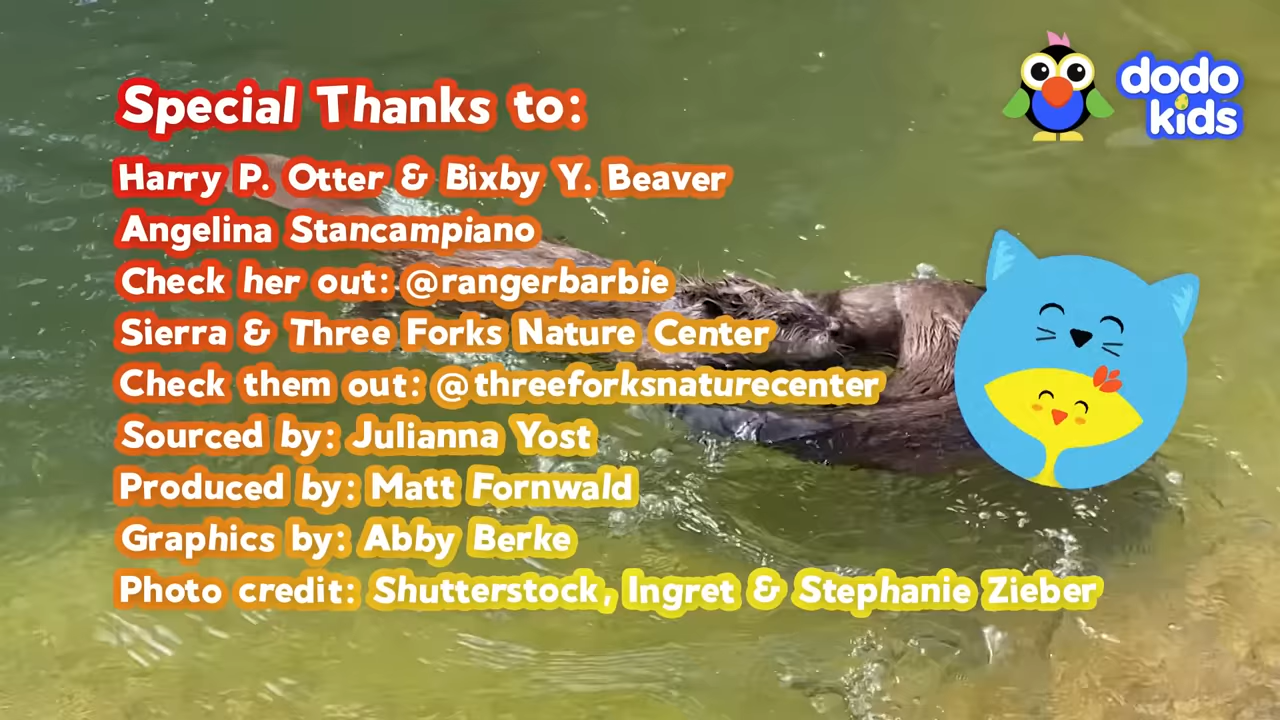 Special Thanks to:
Harry P. Otter & Bixby Y. Beaver
Angelina Stancampiano
Check her out: @rangerbarbie
Sierra & Three Forks Nature Center
Check them out: @threeforksnaturecenter
Sourced by: Julianna Yost
Produced by: Matt Fornwald
Graphics by: Abby Berke
Photo credit: Shutterstock, Ingret & Stephanie Zieber
dodo
kids